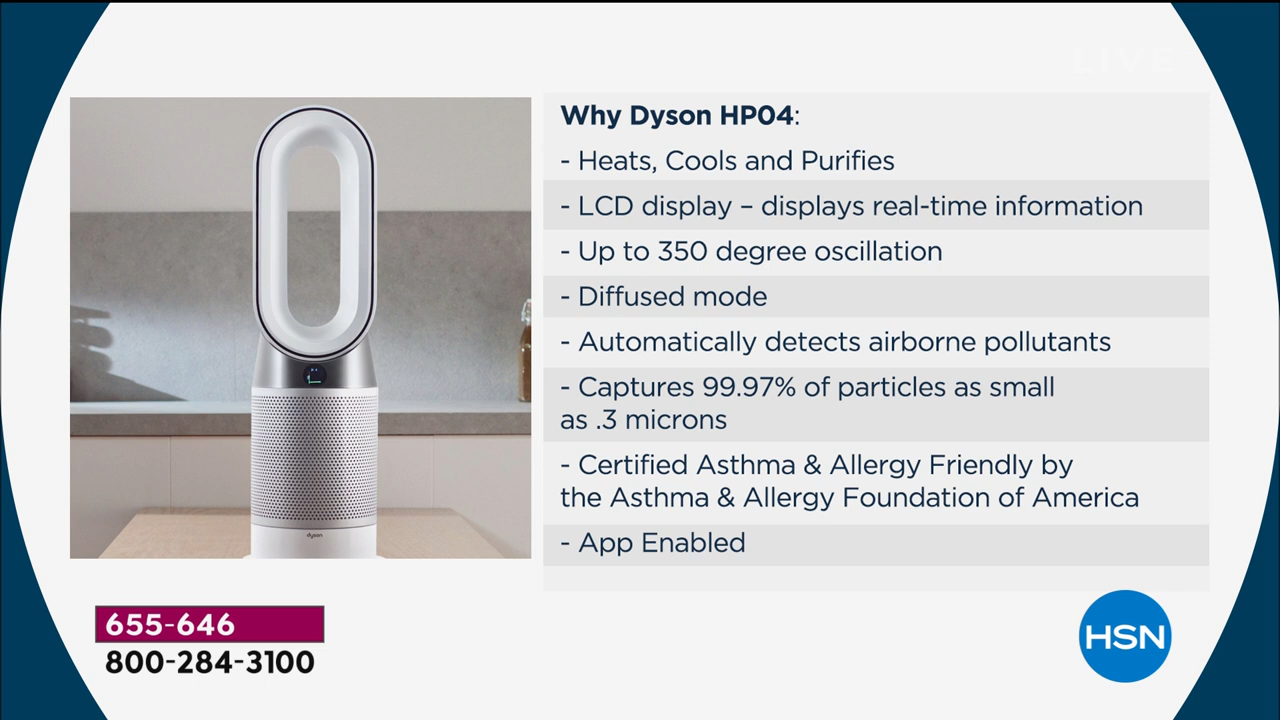 LIVE
Why Dyson HP04:
- Heats, Cools and Purifies
- LCD display – displays real-time information
- Up to 350 degree oscillation
- Diffused mode
- Automatically detects airborne pollutants
- Captures 99.97% of particles as small
as .3 microns
- Certified Asthma & Allergy Friendly by
the Asthma & Allergy Foundation of America
- App Enabled
dyson
655-646
800-284-3100
HSN